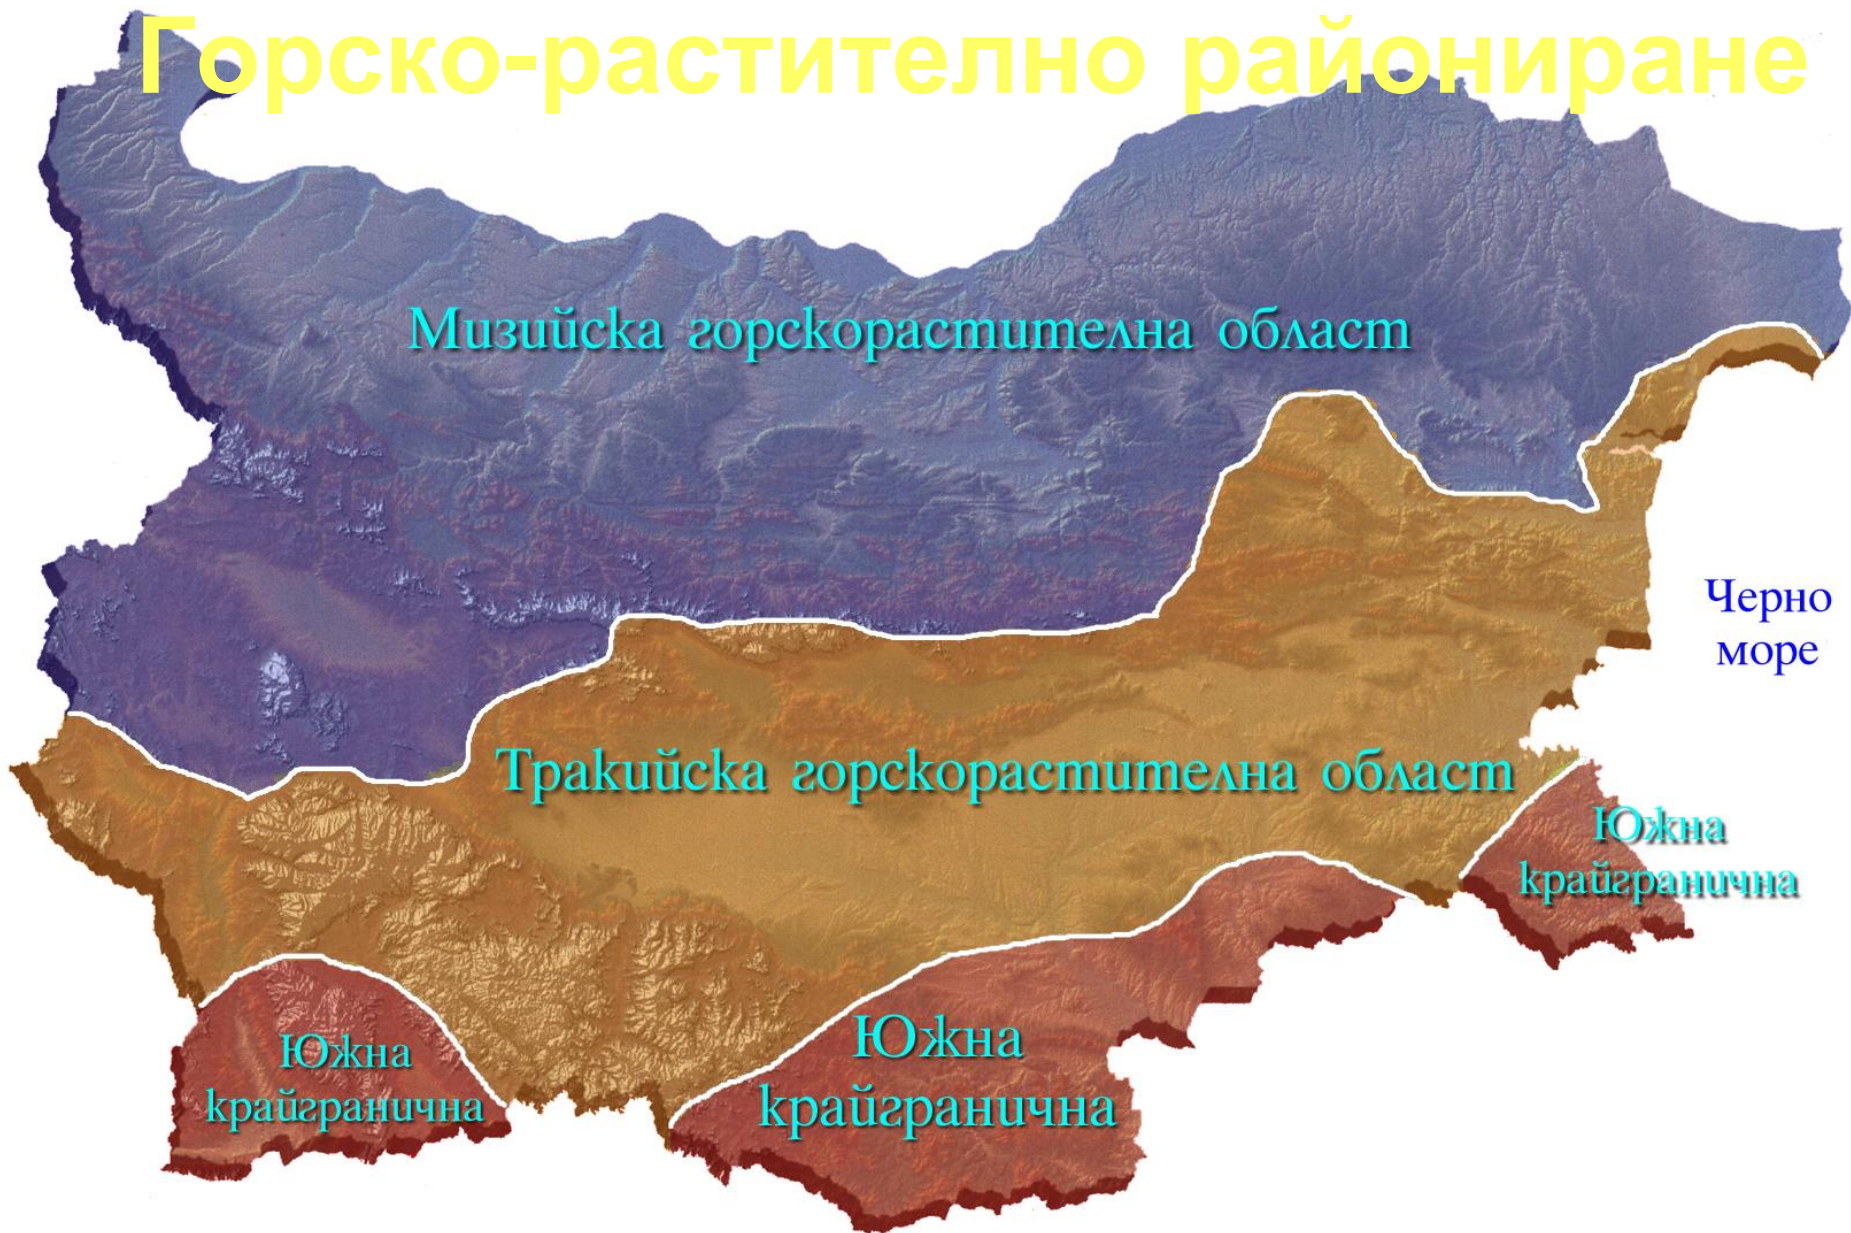 Горско-растително райониране
Мизийска горскорастителна област
Черно
море
Тракийска горскорастителна област
Южна
крайгранична
Южна
крайгранична
Южна
крайгранична